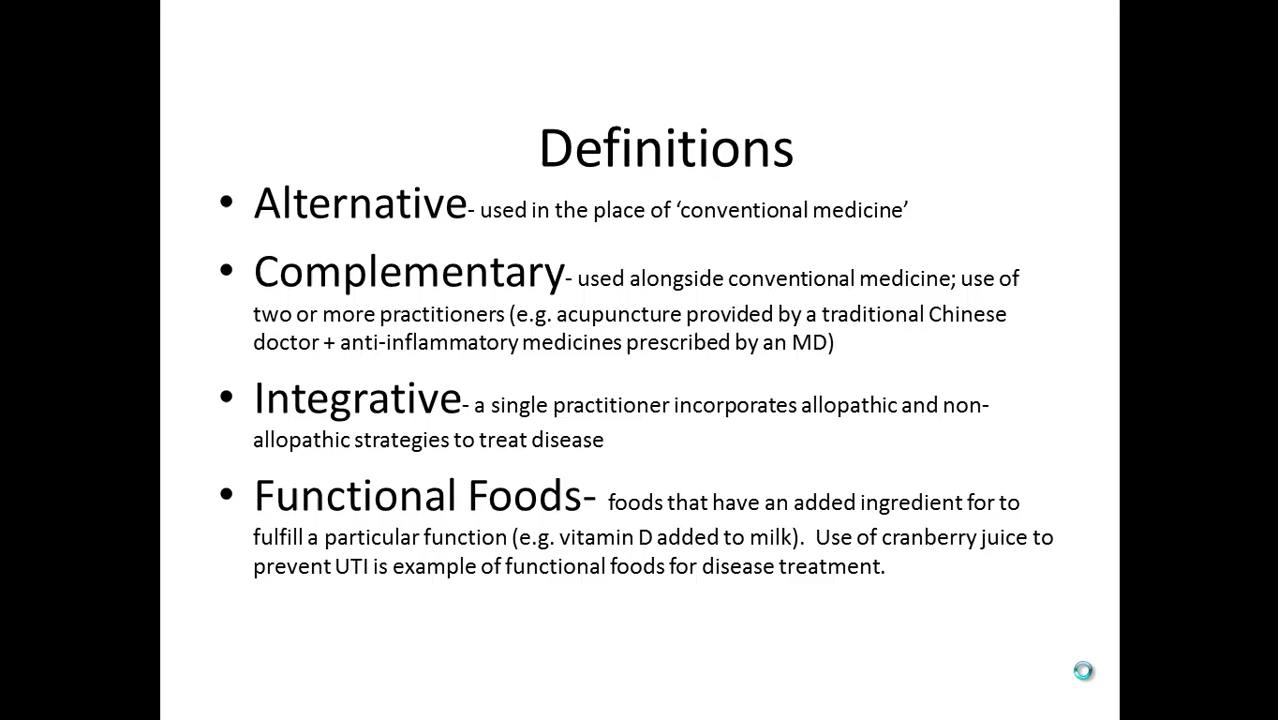 Definitions
• Alternative- used in the place of ‘conventional medicine’
• Complementary- used alongside conventional medicine; use of
two or more practitioners (e.g. acupuncture provided by a traditional Chinese
doctor + anti-inflammatory medicines prescribed by an MD)
• Integrative- a single practitioner incorporates allopathic and non-
allopathic strategies to treat disease
• Functional Foods- foods that have an added ingredient for to
fulfill a particular function (e.g. vitamin D added to milk). Use of cranberry juice to
prevent UTI is example of functional foods for disease treatment.